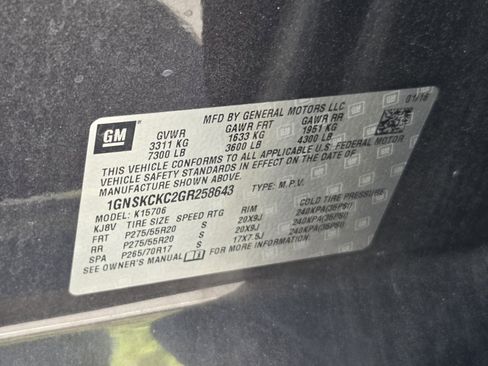 GM
MFD BY GENERAL MOTORS LLC
01/16
GVWR GAWR FRT GAWR RR
3311 KG 1633 KG 1951 KG
7300 LB 3600 LB 4300 LB
THIS VEHICLE CONFORMS TO ALL APPLICABLE U.S. FEDERAL MOTOR
VEHICLE SAFETY STANDARDS IN EFFECT ON THE DATE OF
MANUFACTURE SHOWN ABOVE.
1GNSKCKC2GR258643 TYPE: M.P.V.
MODEL: K15706
KJ8V TIRE SIZE SPEED RTG RIM COLD TIRE PRESSURE
FRT P275/55R20 S 20X9J 240KPA(35PSI)
RR P275/55R20 S 20X9J 240KPA(35PSI)
SPA P265/70R17 S 17X7.5J 240KPA(35PSI)
SEE OWNER'S MANUAL FOR MORE INFORMATION.